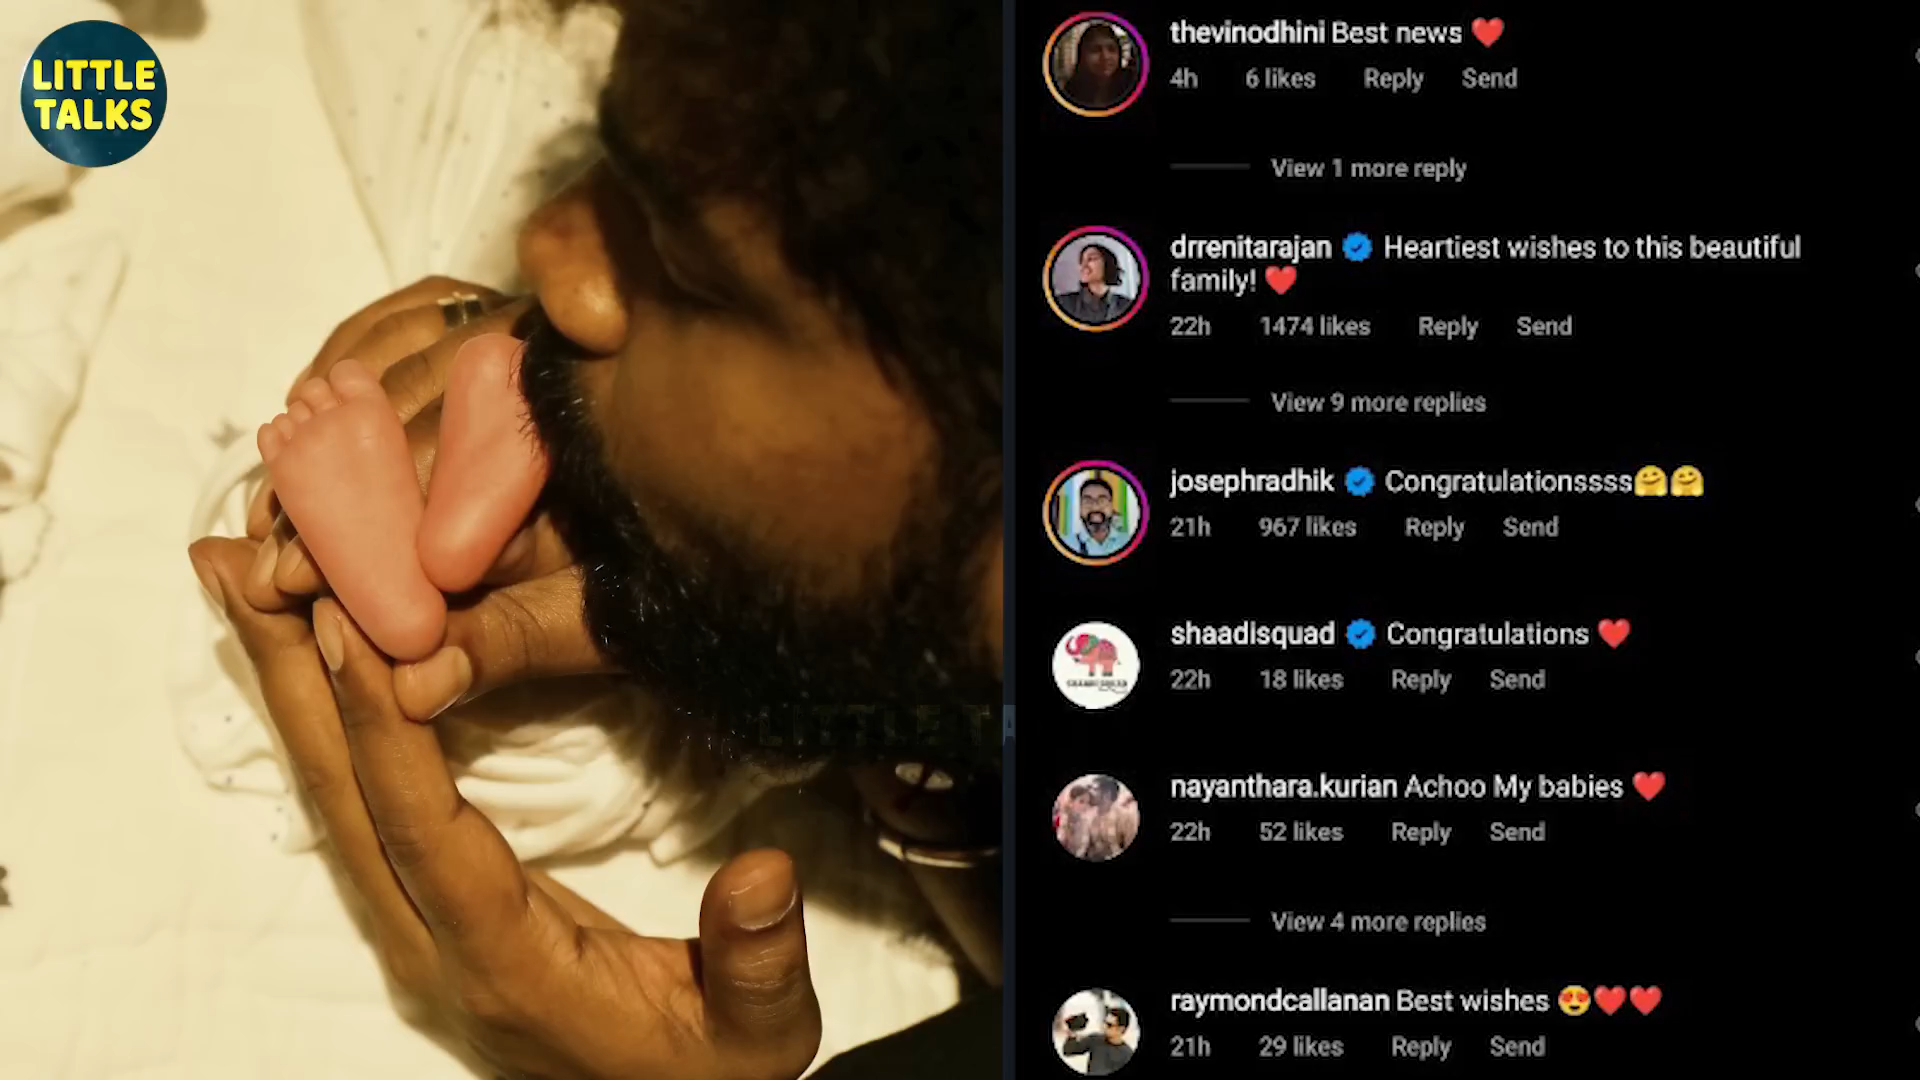 LITTLE
TALKS
thevinodhini Best news ❤️
4h 6 likes Reply Send
View 1 more reply
drrenitarajan Heartiest wishes to this beautiful
family! ❤️
22h 1474 likes Reply Send
View 9 more replies
josephradhik Congratulationssss🤗🤗
21h 967 likes Reply Send
shaadisquad Congratulations ❤️
22h 18 likes Reply Send
nayanthara.kurian Achoo My babies ❤️
22h 52 likes Reply Send
View 4 more replies
raymondcallanan Best wishes 😍❤️❤️
21h 29 likes Reply Send
LITTLE TA